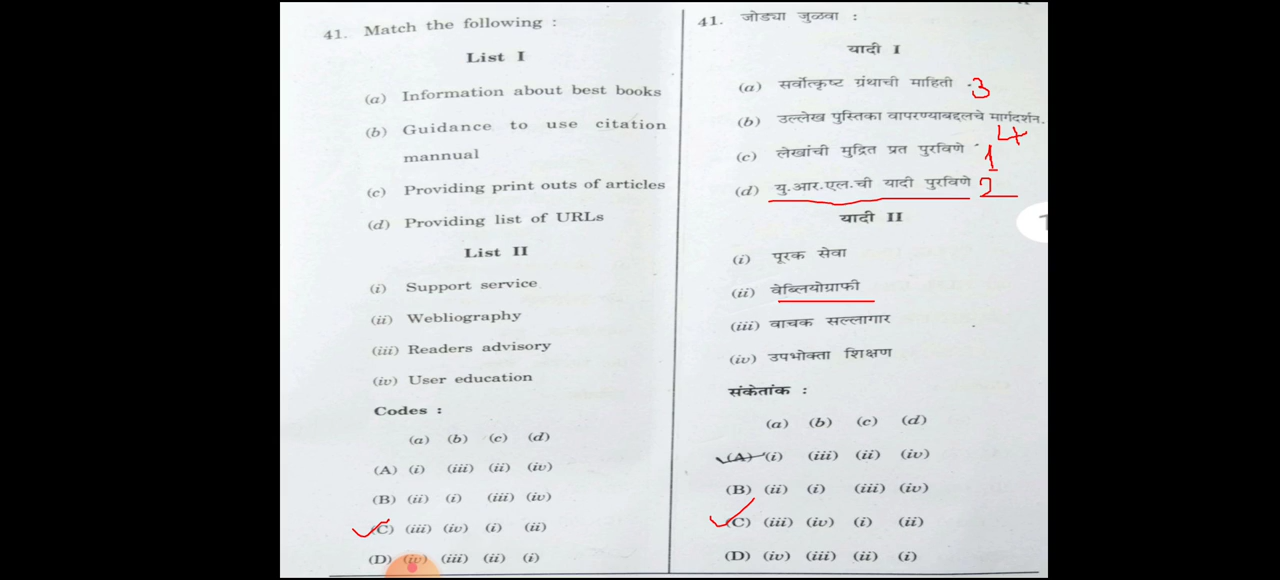 41. Match the following :
List I
(a) Information about best books
(b) Guidance to use citation
mannual
(c) Providing print outs of articles
(d) Providing list of URLs
List II
(i) Support service
(ii) Webliography
(iii) Readers advisory
(iv) User education
Codes :
(a) (b) (c) (d)
(A) (i) (iii) (ii) (iv)
(B) (ii) (i) (iii) (iv)
(C) (iii) (iv) (i) (ii)
(D) (iv) (iii) (ii) (i)
41. जोड्या जुळवा :
यादी I
(a) सर्वोत्कृष्ट ग्रंथाची माहिती 3
(b) उल्लेख पुस्तिका वापरण्याबद्दलचे मार्गदर्शन.
4
(c) लेखांची मुद्रित प्रत पुरविणे 1
(d) यु.आर.एल.ची यादी पुरविणे 2
यादी II
(i) पूरक सेवा
(ii) वेब्लियोग्राफी
(iii) वाचक सल्लागार
(iv) उपभोक्ता शिक्षण
संकेतांक :
(a) (b) (c) (d)
(A) (i) (iii) (ii) (iv)
(B) (ii) (i) (iii) (iv)
(C) (iii) (iv) (i) (ii)
(D) (iv) (iii) (ii) (i)